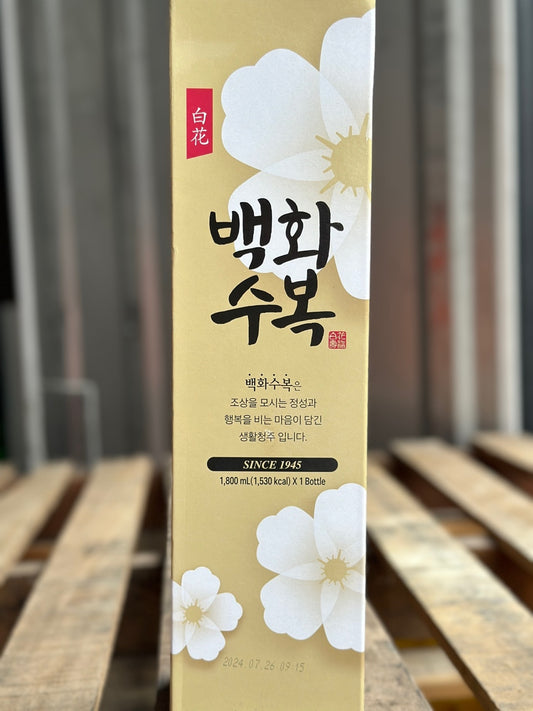 白花
백화
수복
백화수복은
조상을 모시는 정성과
행복을 비는 마음이 담긴
생활청주 입니다.
SINCE 1945
1,800 mL(1,530 kcal) X 1 Bottle
2024.07.26 09:15